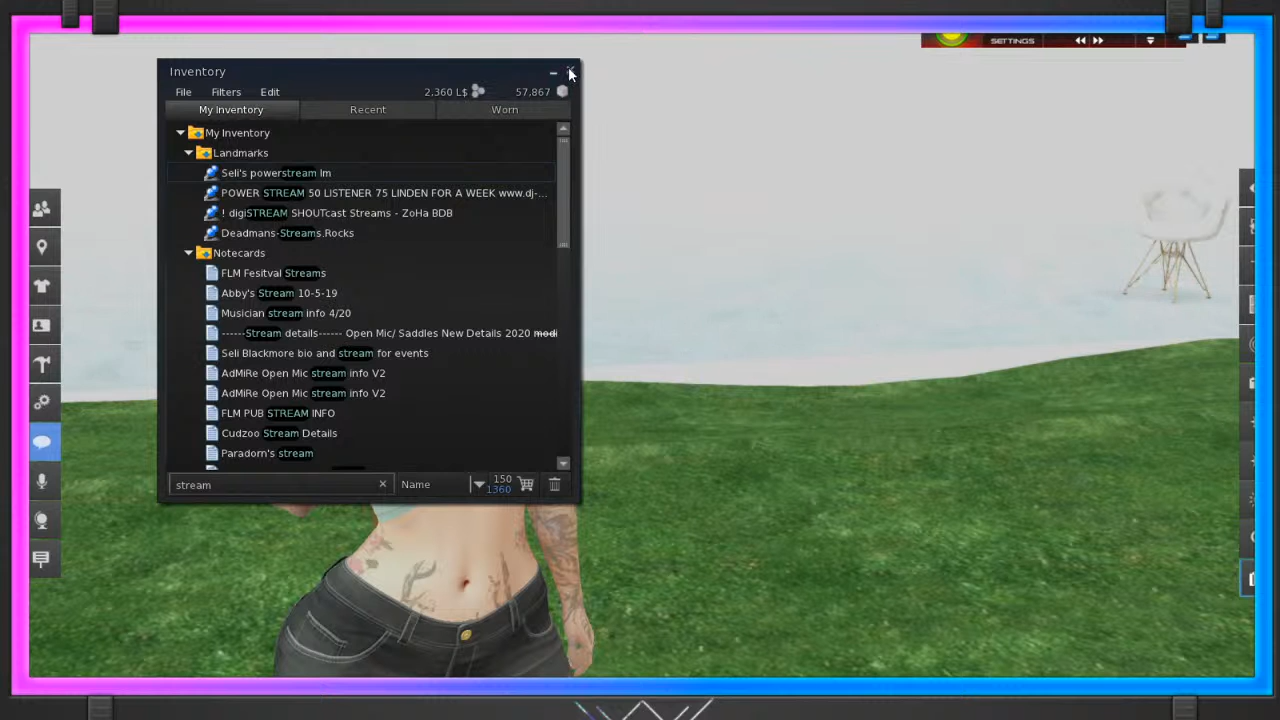 SETTINGS
Inventory
File Filters Edit 2,360 L$ 57,867
My Inventory Recent Worn
My Inventory
Landmarks
Seli's powerstream lm
POWER STREAM 50 LISTENER 75 LINDEN FOR A WEEK www.dj-...
! digiSTREAM SHOUTcast Streams - ZoHa BDB
Deadmans-Streams.Rocks
Notecards
FLM Fesitval Streams
Abby's Stream 10-5-19
Musician stream info 4/20
------Stream details------ Open Mic/ Saddles New Details 2020 modi
Seli Blackmore bio and stream for events
AdMiRe Open Mic stream info V2
AdMiRe Open Mic stream info V2
FLM PUB STREAM INFO
Cudzoo Stream Details
Paradorn's stream
stream Name 150
1360